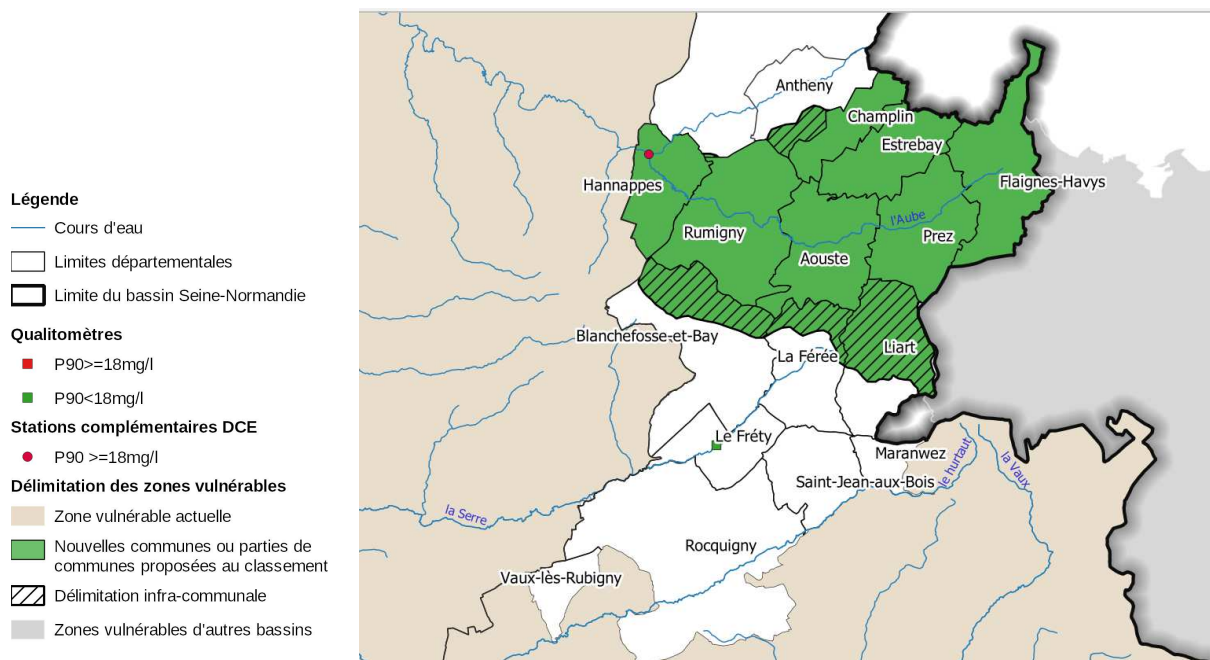 Légende
Cours d'eau
Limites départementales
Limite du bassin Seine-Normandie
Qualitomètres
P90>=18mg/l
P90<18mg/l
Stations complémentaires DCE
P90 >=18mg/l
Délimitation des zones vulnérables
Zone vulnérable actuelle
Nouvelles communes ou parties de
communes proposées au classement
Délimitation infra-communale
Zones vulnérables d'autres bassins
Antheny
Champlin
Estrebay
Hannappes
Flaignes-Havys
l'Aube
Rumigny
Prez
Aouste
Blanchefosse-et-Bay
La Férée
Liart
Le Fréty
Maranwez
le hurtaut
la Vaux
Saint-Jean-aux-Bois
la Serre
Rocquigny
Vaux-lès-Rubigny